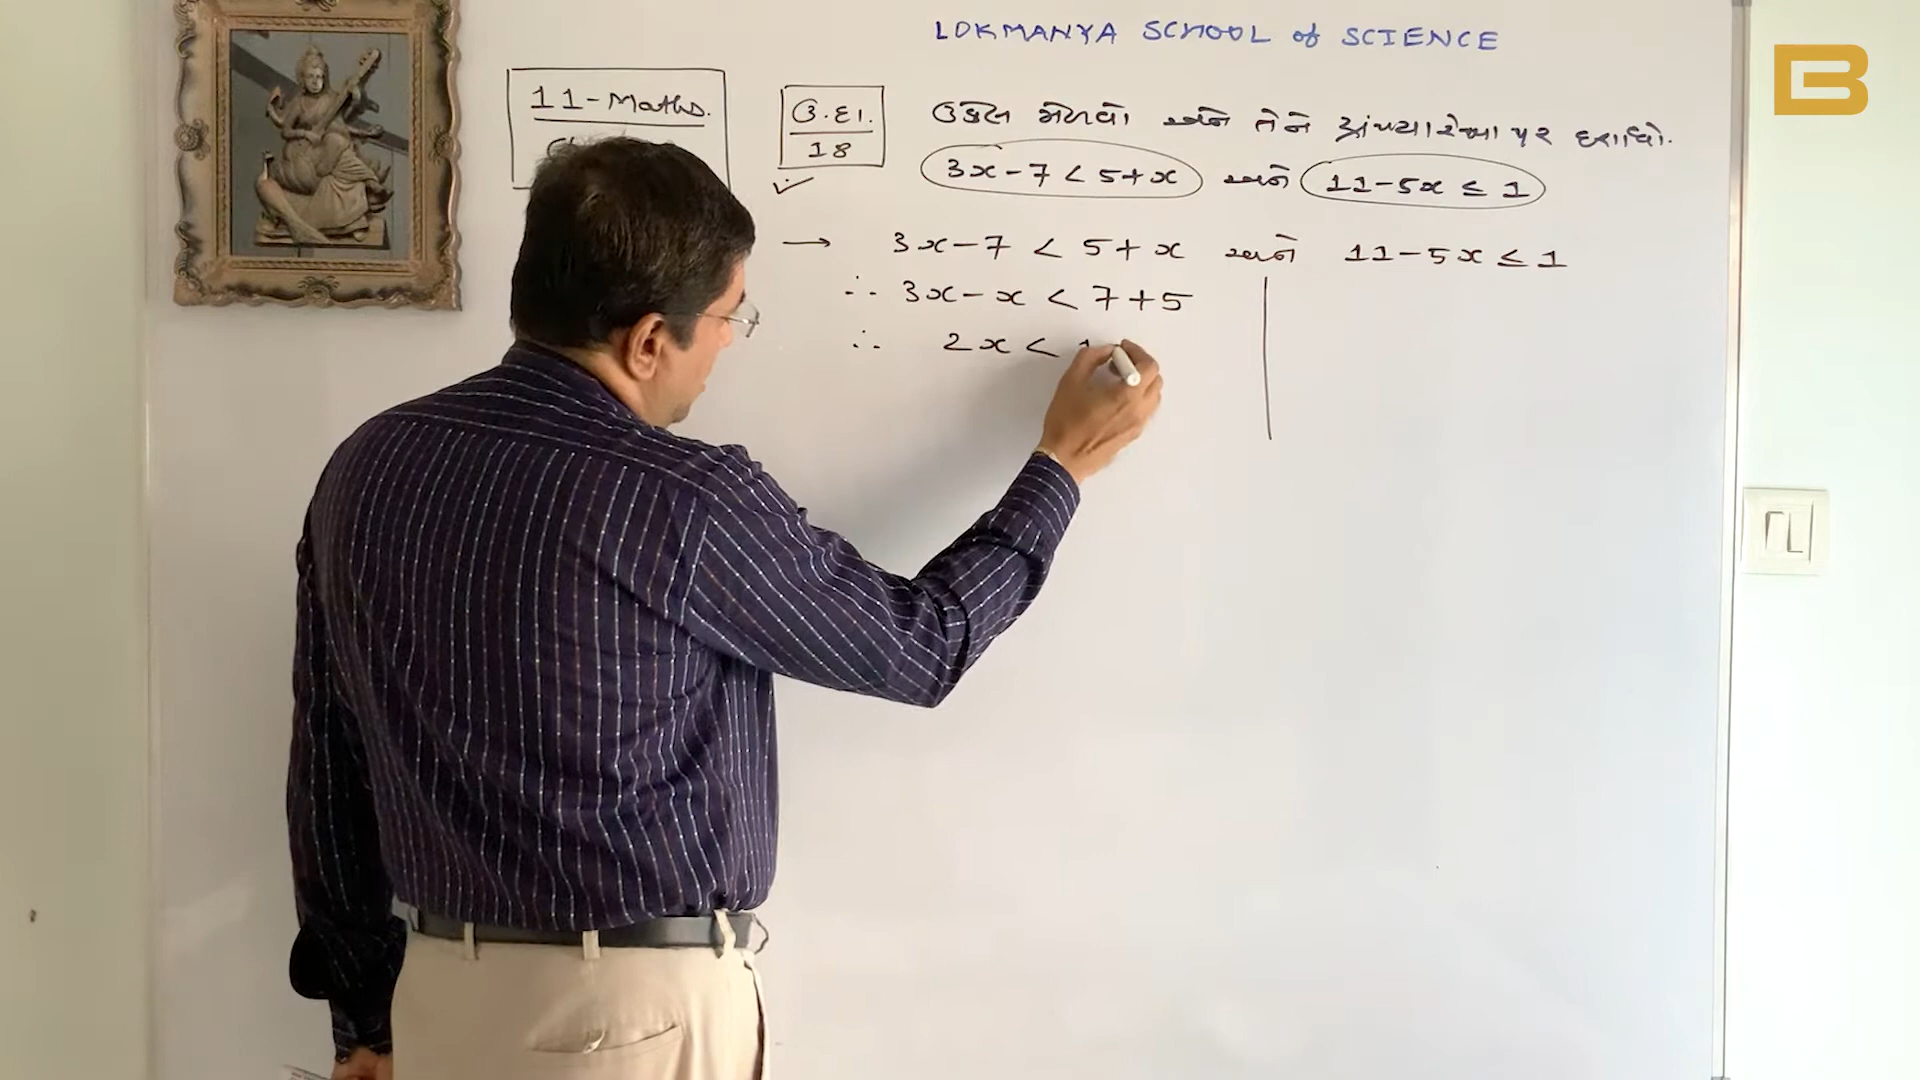 LOKMANYA SCHOOL of SCIENCE
11-Maths.
ઉ.દા.
18
ઉકેલ મેળવો અને તેને સંખ્યારેખા પર દર્શાવો.
3x-7 < 5+x અને 11-5x ≤ 1
→ 3x-7 < 5+x અને 11-5x ≤ 1
∴ 3x-x < 7+5
∴ 2x < 1